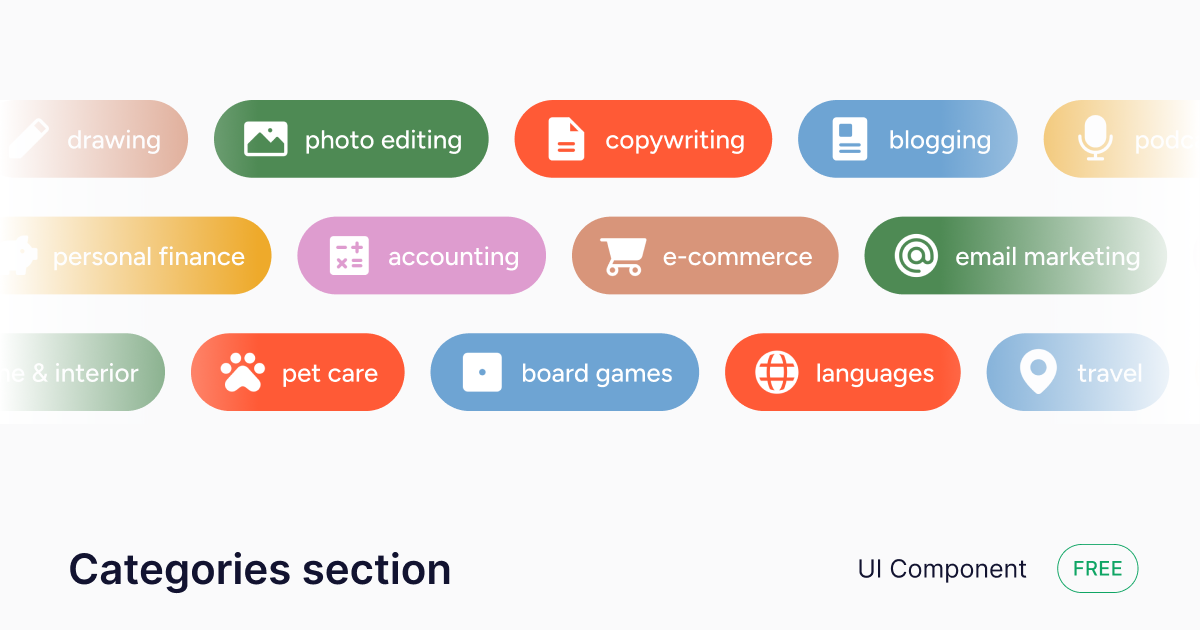 drawing photo editing copywriting blogging
personal finance accounting e-commerce email marketing
& interior pet care board games languages travel
Categories section UI Component FREE